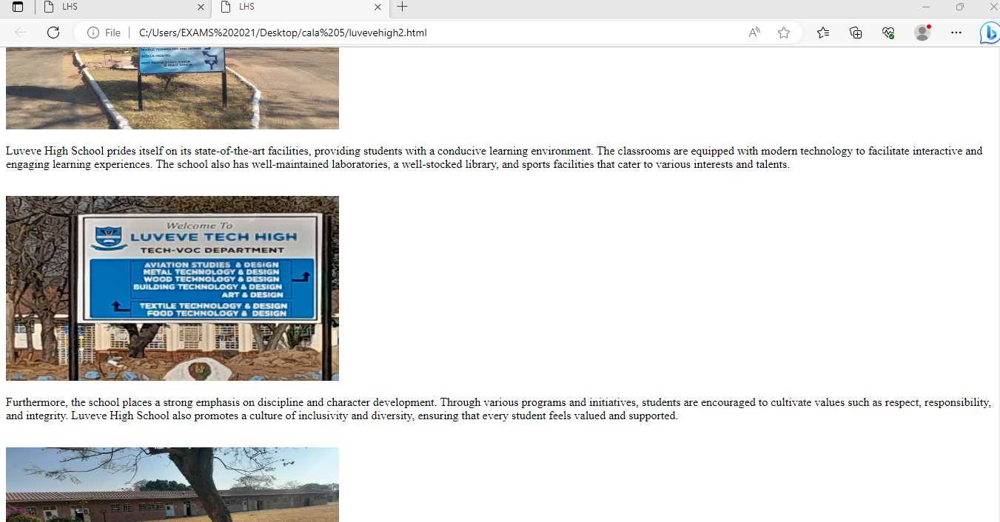 LHS
LHS
File
C:/Users/EXAMS%202021/Desktop/cala%205/luvevehigh2.html
TEXTILE TECHNOLOGY AND DESIGN
INSIZA HOSTEL
Luveve High School prides itself on its state-of-the-art facilities, providing students with a conducive learning environment. The classrooms are equipped with modern technology to facilitate interactive and
engaging learning experiences. The school also has well-maintained laboratories, a well-stocked library, and sports facilities that cater to various interests and talents.
Welcome To
LUVEVE TECH HIGH
TECH-VOC DEPARTMENT
AVIATION STUDIES & DESIGN
METAL TECHNOLOGY & DESIGN
WOOD TECHNOLOGY & DESIGN
BUILDING TECHNOLOGY & DESIGN
ART & DESIGN
TEXTILE TECHNOLOGY & DESIGN
FOOD TECHNOLOGY & DESIGN
Furthermore, the school places a strong emphasis on discipline and character development. Through various programs and initiatives, students are encouraged to cultivate values such as respect, responsibility,
and integrity. Luveve High School also promotes a culture of inclusivity and diversity, ensuring that every student feels valued and supported.